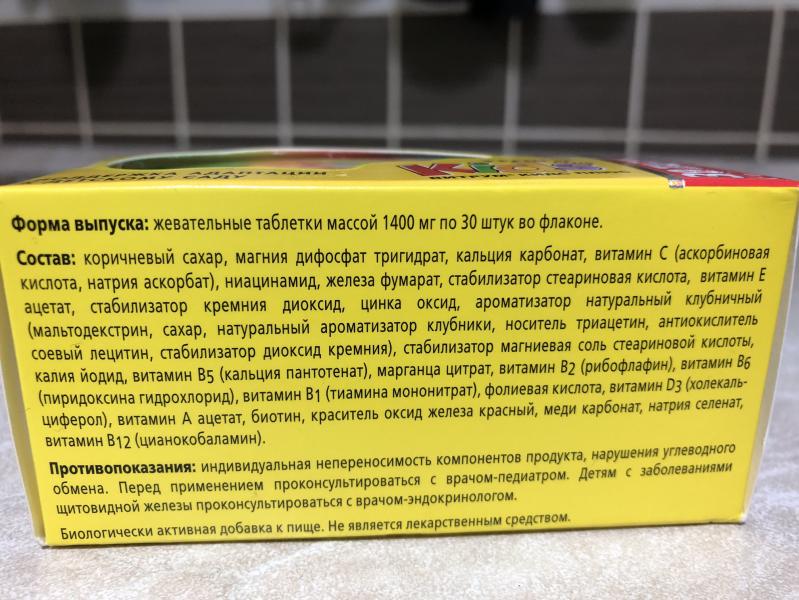 АДАПТАЦИИ
Kids
Форма выпуска: жевательные таблетки массой 1400 мг по 30 штук во флаконе.
Состав: коричневый сахар, магния дифосфат тригидрат, кальция карбонат, витамин С (аскорбиновая
кислота, натрия аскорбат), ниацинамид, железа фумарат, стабилизатор стеариновая кислота, витамин Е
ацетат, стабилизатор кремния диоксид, цинка оксид, ароматизатор натуральный клубничный
(мальтодекстрин, сахар, натуральный ароматизатор клубники, носитель триацетин, антиокислитель
соевый лецитин, стабилизатор диоксид кремния), стабилизатор магниевая соль стеариновой кислоты,
калия йодид, витамин В5 (кальция пантотенат), марганца цитрат, витамин В2 (рибофлафин), витамин В6
(пиридоксина гидрохлорид), витамин В1 (тиамина мононитрат), фолиевая кислота, витамин D3 (холекаль-
циферол), витамин А ацетат, биотин, краситель оксид железа красный, меди карбонат, натрия селенат,
витамин В12 (цианокобаламин).
Противопоказания: индивидуальная непереносимость компонентов продукта, нарушения углеводного
обмена. Перед применением проконсультироваться с врачом-педиатром. Детям с заболеваниями
щитовидной железы проконсультироваться с врачом-эндокринологом.
Биологически активная добавка к пище. Не является лекарственным средством.